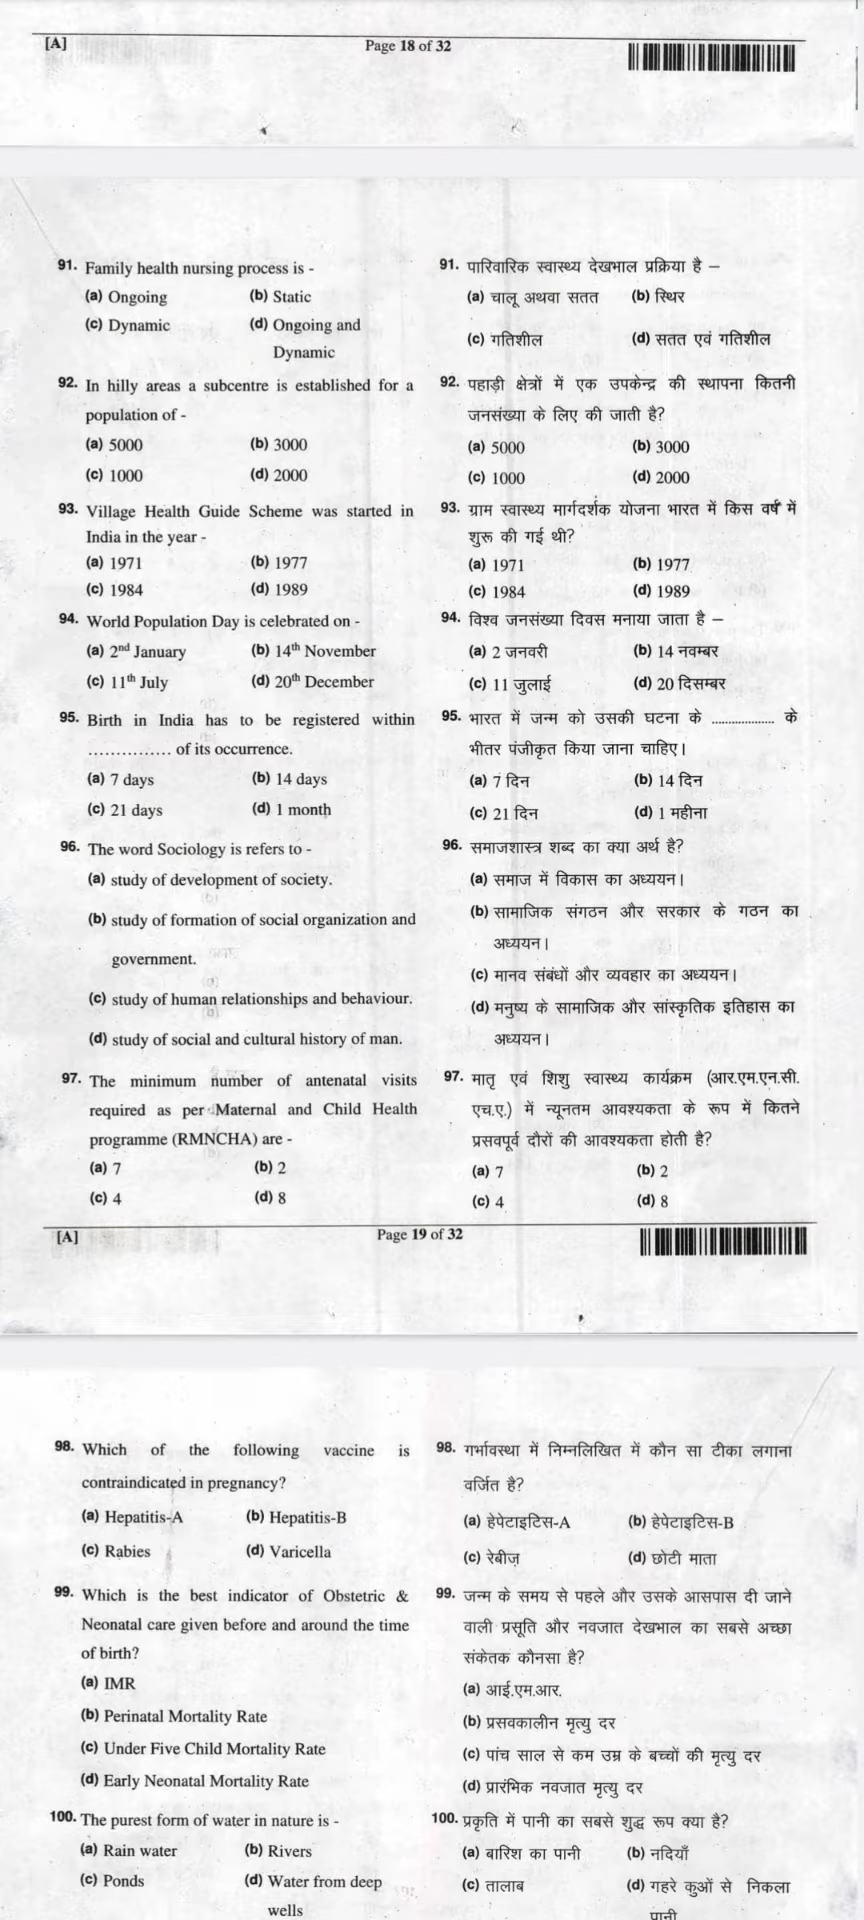 [A]
Page 18 of 32
91. Family health nursing process is -
(a) Ongoing (b) Static
(c) Dynamic (d) Ongoing and
Dynamic
92. In hilly areas a subcentre is established for a
population of -
(a) 5000 (b) 3000
(c) 1000 (d) 2000
93. Village Health Guide Scheme was started in
India in the year -
(a) 1971 (b) 1977
(c) 1984 (d) 1989
94. World Population Day is celebrated on -
(a) 2nd January (b) 14th November
(c) 11th July (d) 20th December
95. Birth in India has to be registered within
............... of its occurrence.
(a) 7 days (b) 14 days
(c) 21 days (d) 1 month
96. The word Sociology is refers to -
(a) study of development of society.
(b) study of formation of social organization and
government.
(c) study of human relationships and behaviour.
(d) study of social and cultural history of man.
97. The minimum number of antenatal visits
required as per Maternal and Child Health
programme (RMNCHA) are -
(a) 7 (b) 2
(c) 4 (d) 8
91. पारिवारिक स्वास्थ्य देखभाल प्रक्रिया है –
(a) चालू अथवा सतत (b) स्थिर
(c) गतिशील (d) सतत एवं गतिशील
92. पहाड़ी क्षेत्रों में एक उपकेन्द्र की स्थापना कितनी
जनसंख्या के लिए की जाती है?
(a) 5000 (b) 3000
(c) 1000 (d) 2000
93. ग्राम स्वास्थ्य मार्गदर्शक योजना भारत में किस वर्ष में
शुरू की गई थी?
(a) 1971 (b) 1977
(c) 1984 (d) 1989
94. विश्व जनसंख्या दिवस मनाया जाता है –
(a) 2 जनवरी (b) 14 नवम्बर
(c) 11 जुलाई (d) 20 दिसम्बर
95. भारत में जन्म को उसकी घटना के ................... के
भीतर पंजीकृत किया जाना चाहिए।
(a) 7 दिन (b) 14 दिन
(c) 21 दिन (d) 1 महीना
96. समाजशास्त्र शब्द का क्या अर्थ है?
(a) समाज में विकास का अध्ययन।
(b) सामाजिक संगठन और सरकार के गठन का
अध्ययन।
(c) मानव संबंधों और व्यवहार का अध्ययन।
(d) मनुष्य के सामाजिक और सांस्कृतिक इतिहास का
अध्ययन।
97. मातृ एवं शिशु स्वास्थ्य कार्यक्रम (आर.एम.एन.सी.
एच.ए.) में न्यूनतम आवश्यकता के रूप में कितने
प्रसवपूर्व दौरों की आवश्यकता होती है?
(a) 7 (b) 2
(c) 4 (d) 8
[A]
Page 19 of 32
98. Which of the following vaccine is
contraindicated in pregnancy?
(a) Hepatitis-A (b) Hepatitis-B
(c) Rabies (d) Varicella
99. Which is the best indicator of Obstetric &
Neonatal care given before and around the time
of birth?
(a) IMR
(b) Perinatal Mortality Rate
(c) Under Five Child Mortality Rate
(d) Early Neonatal Mortality Rate
100. The purest form of water in nature is -
(a) Rain water (b) Rivers
(c) Ponds (d) Water from deep
wells
98. गर्भावस्था में निम्नलिखित में कौन सा टीका लगाना
वर्जित है?
(a) हेपेटाइटिस-A (b) हेपेटाइटिस-B
(c) रेबीज़ (d) छोटी माता
99. जन्म के समय से पहले और उसके आसपास दी जाने
वाली प्रसूति और नवजात देखभाल का सबसे अच्छा
संकेतक कौनसा है?
(a) आई.एम.आर.
(b) प्रसवकालीन मृत्यु दर
(c) पांच साल से कम उम्र के बच्चों की मृत्यु दर
(d) प्रारंभिक नवजात मृत्यु दर
100. प्रकृति में पानी का सबसे शुद्ध रूप क्या है?
(a) बारिश का पानी (b) नदियाँ
(c) तालाब (d) गहरे कुओं से निकला
पानी